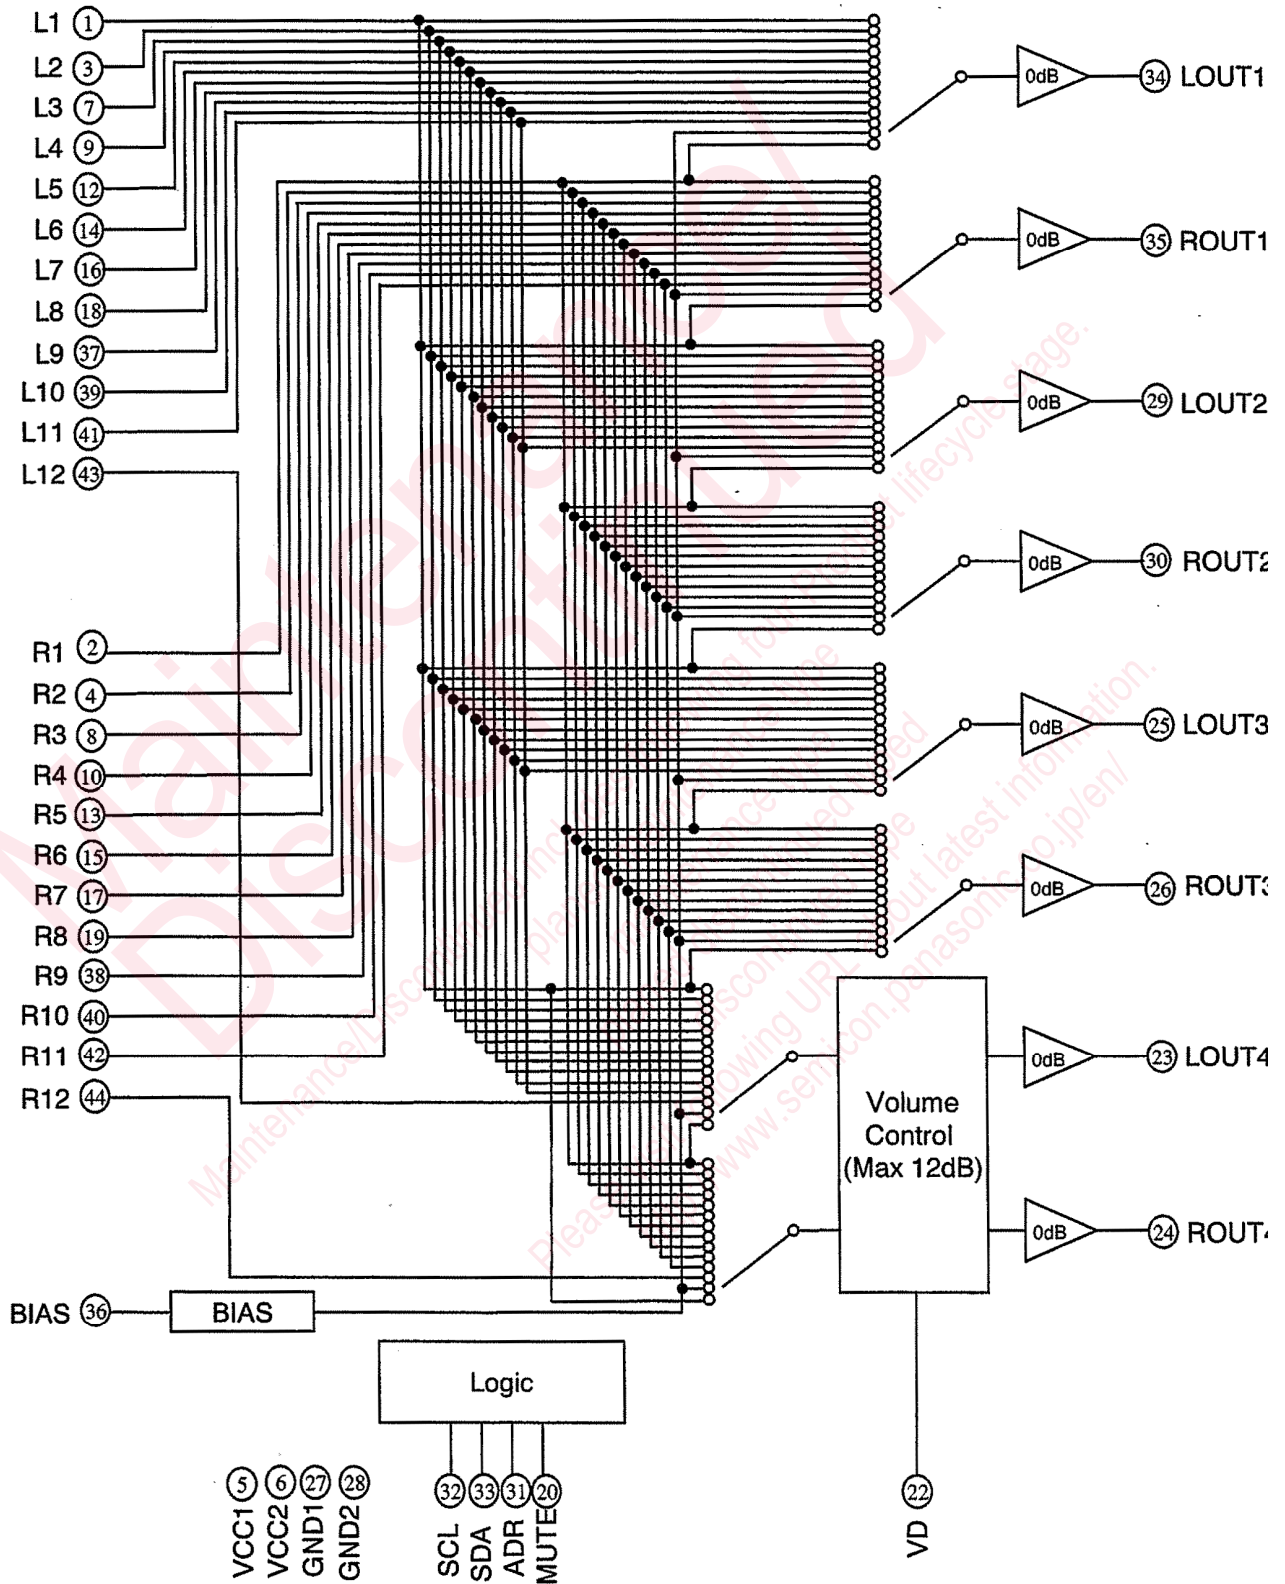 L1 1
L2 3
L3 7
L4 9
L5 12
L6 14
L7 16
L8 18
L9 37
L10 39
L11 41
L12 43
R1 2
R2 4
R3 8
R4 10
R5 13
R6 15
R7 17
R8 19
R9 38
R10 40
R11 42
R12 44
BIAS 36 BIAS
0dB 34 LOUT1
0dB 35 ROUT1
0dB 29 LOUT2
0dB 30 ROUT2
0dB 25 LOUT3
0dB 26 ROUT3
0dB 23 LOUT4
0dB 24 ROUT4
Volume
Control
(Max 12dB)
Logic
5 VCC1
6 VCC2
27 GND1
28 GND2
32 SCL
33 SDA
31 ADR
20 MUTE
22 VD
Maintenance/
Discontinued